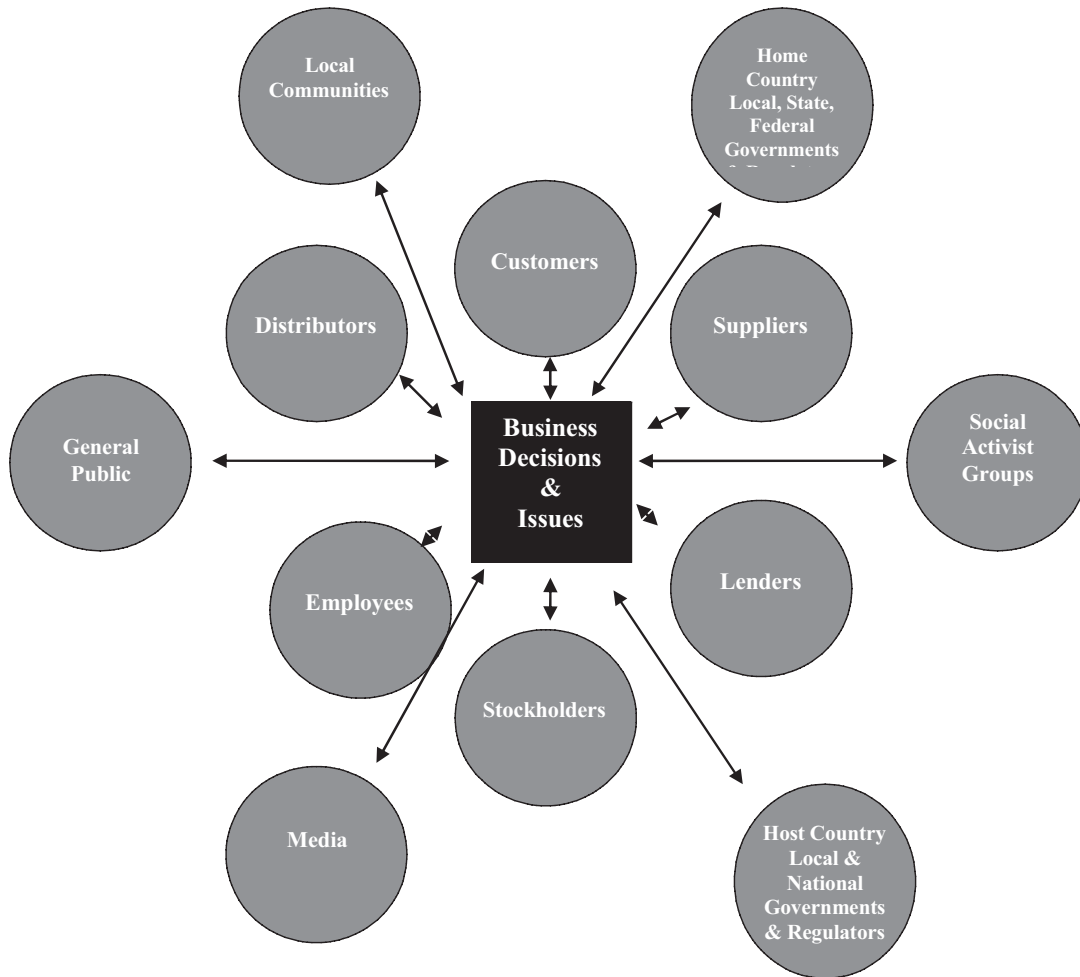 Local
Communities
Home
Country
Local, State,
Federal
Governments
Customers
Distributors
Suppliers
General
Public
Business
Decisions
&
Issues
Social
Activist
Groups
Employees
Lenders
Stockholders
Media
Host Country
Local &
National
Governments
& Regulators